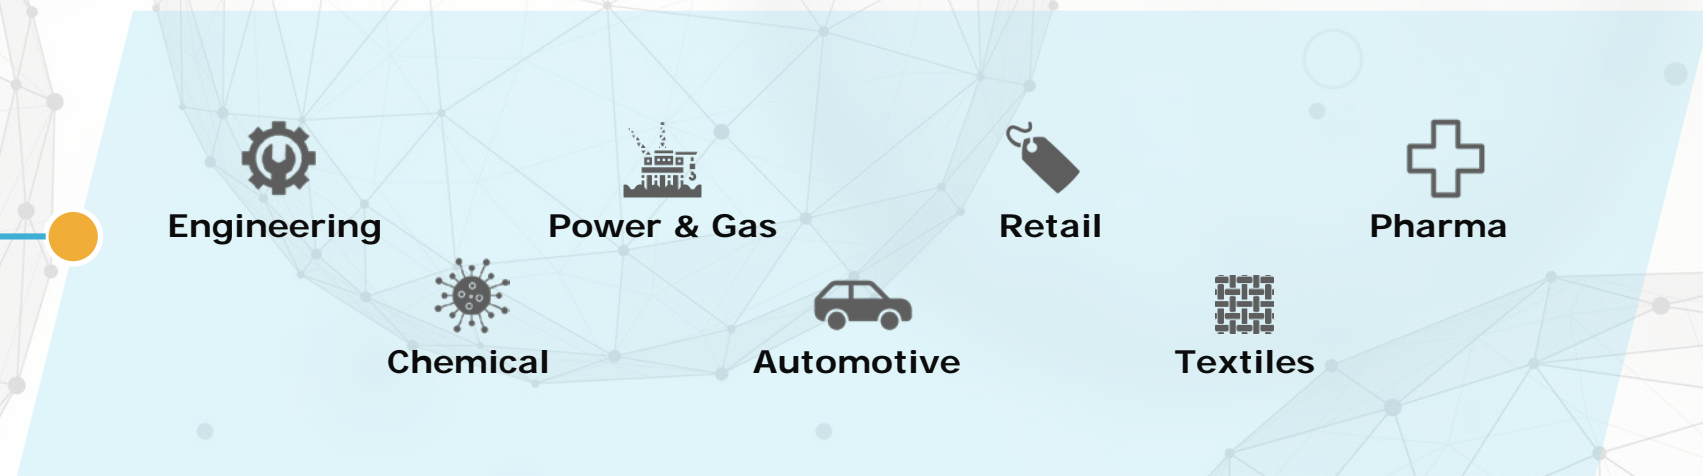 Engineering
Power & Gas
Retail
Pharma
Chemical
Automotive
Textiles